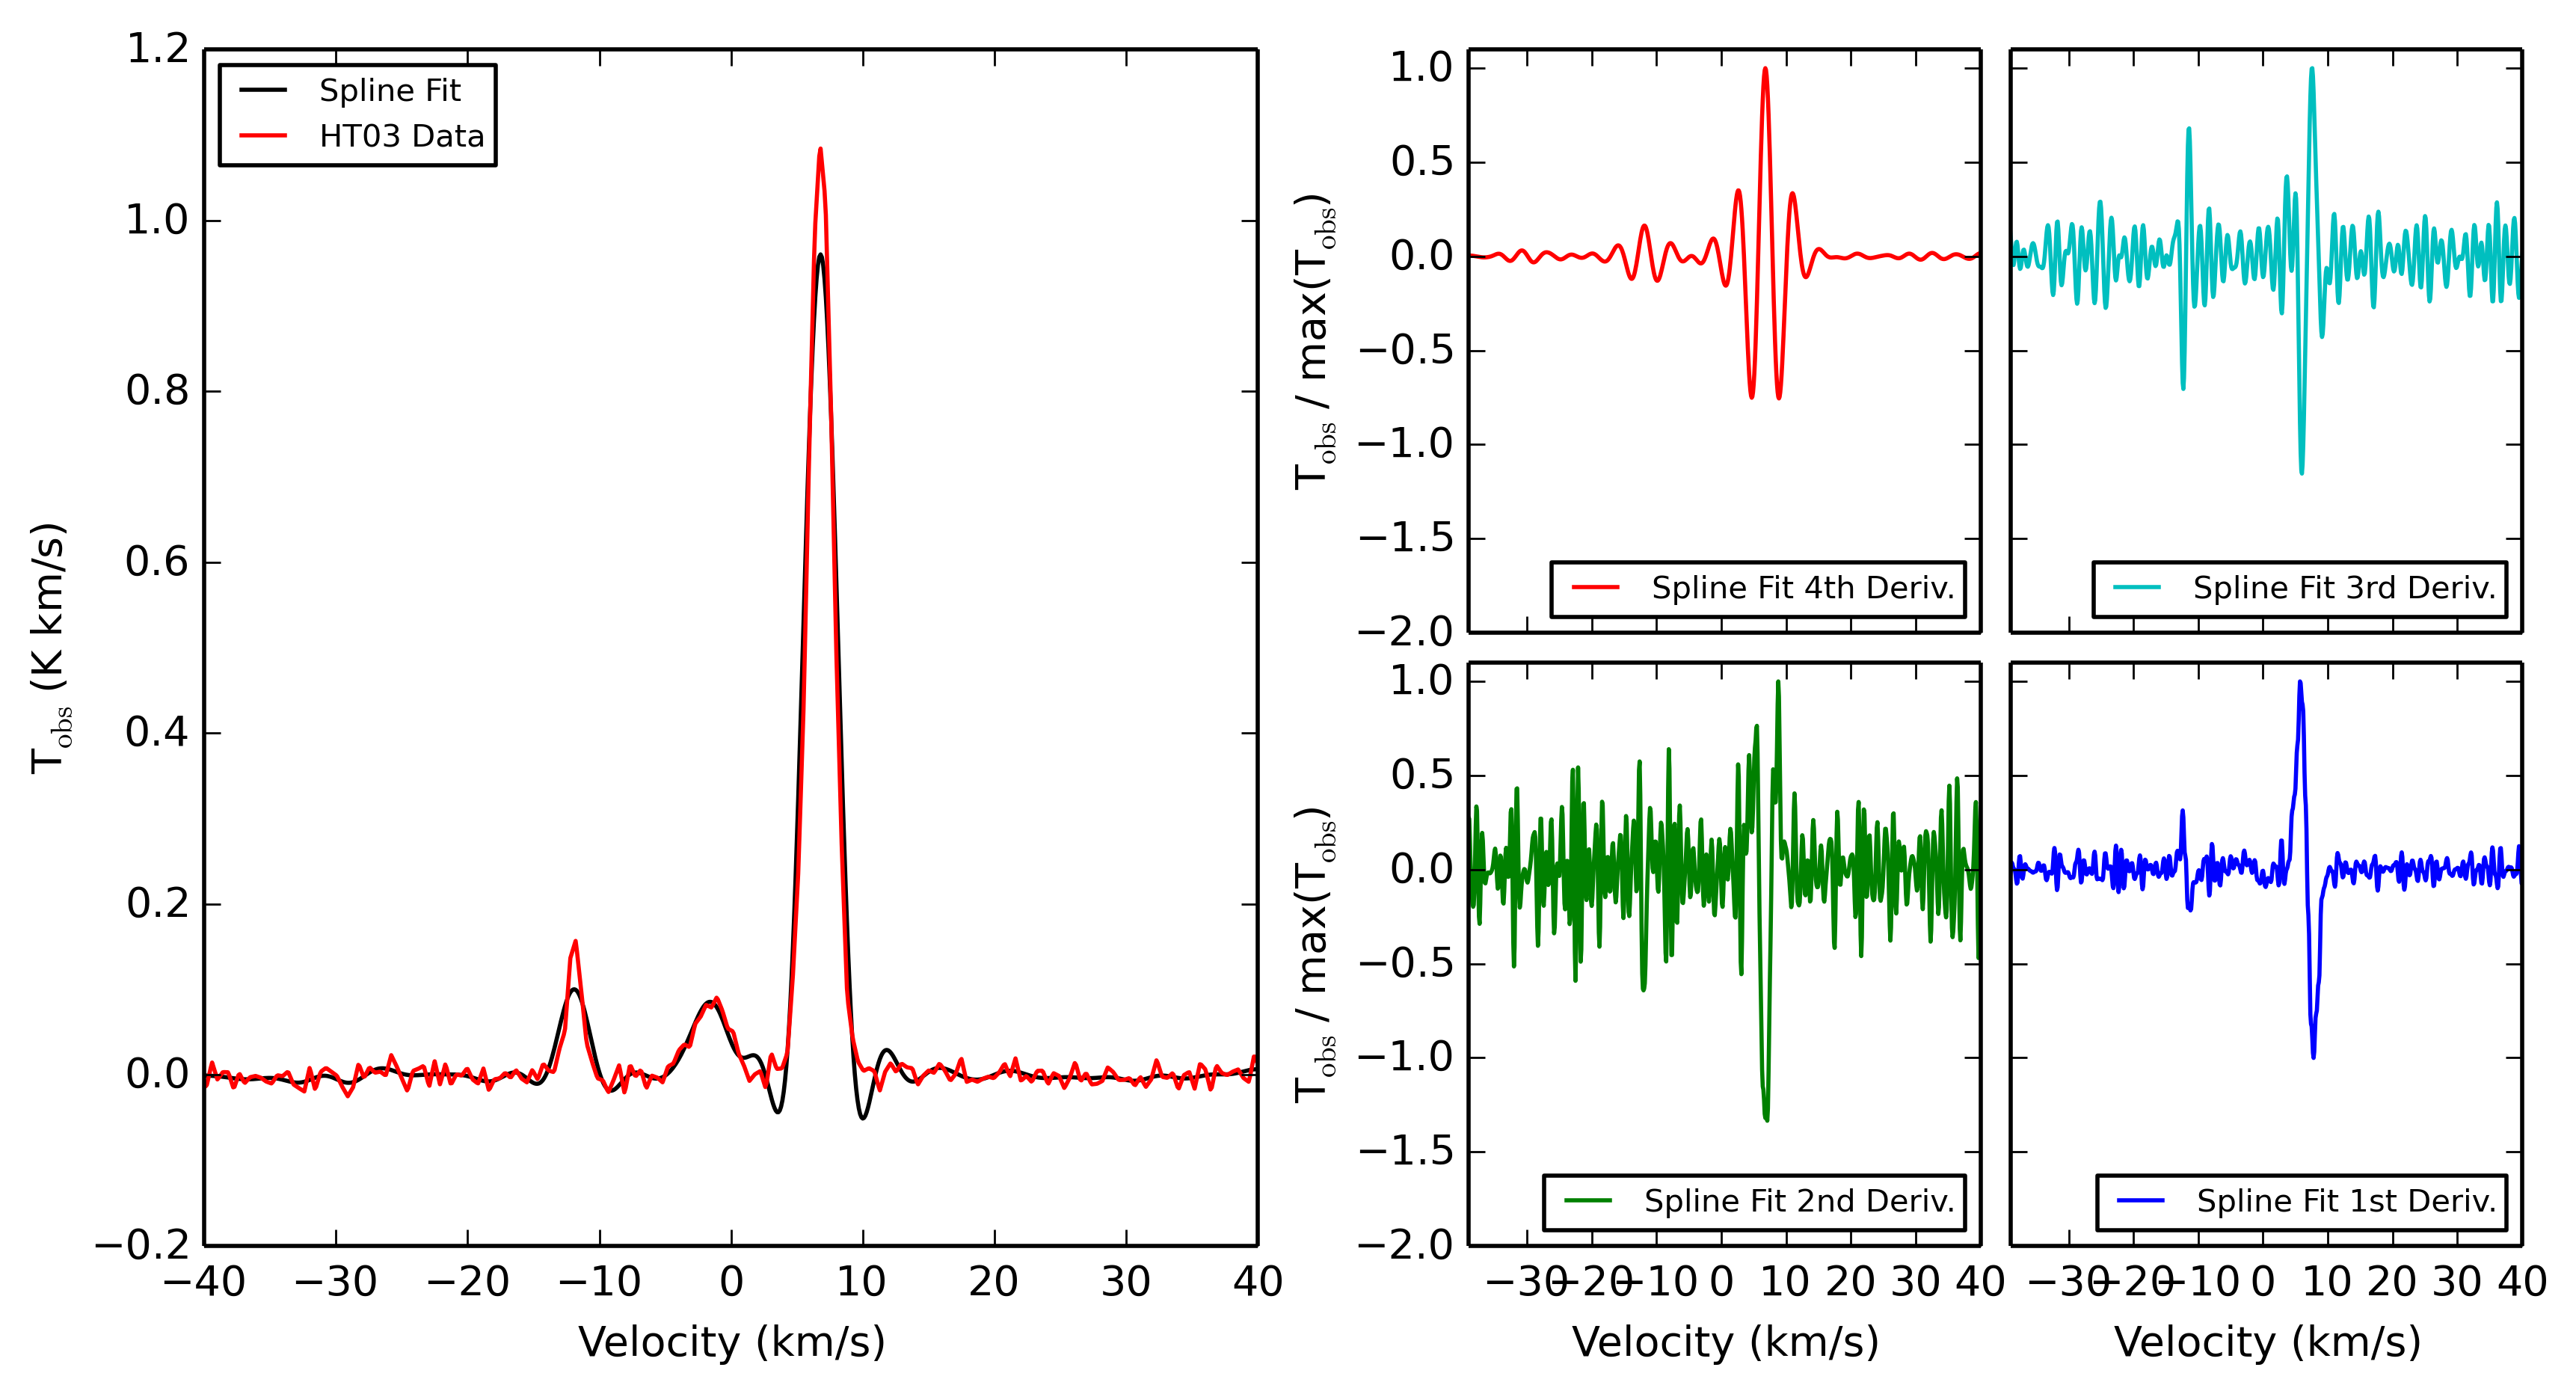 1.2
1.0
0.8
0.6
0.4
0.2
0.0
−0.2
T_obs (K km/s)
Spline Fit
HT03 Data
−40 −30 −20 −10 0 10 20 30 40
Velocity (km/s)
1.0
0.5
0.0
−0.5
−1.0
−1.5
−2.0
T_obs / max(T_obs)
Spline Fit 4th Deriv.
Spline Fit 3rd Deriv.
1.0
0.5
0.0
−0.5
−1.0
−1.5
−2.0
T_obs / max(T_obs)
Spline Fit 2nd Deriv.
Spline Fit 1st Deriv.
−30 −20 −10 0 10 20 30 40
−30 −20 −10 0 10 20 30 40
Velocity (km/s)
Velocity (km/s)